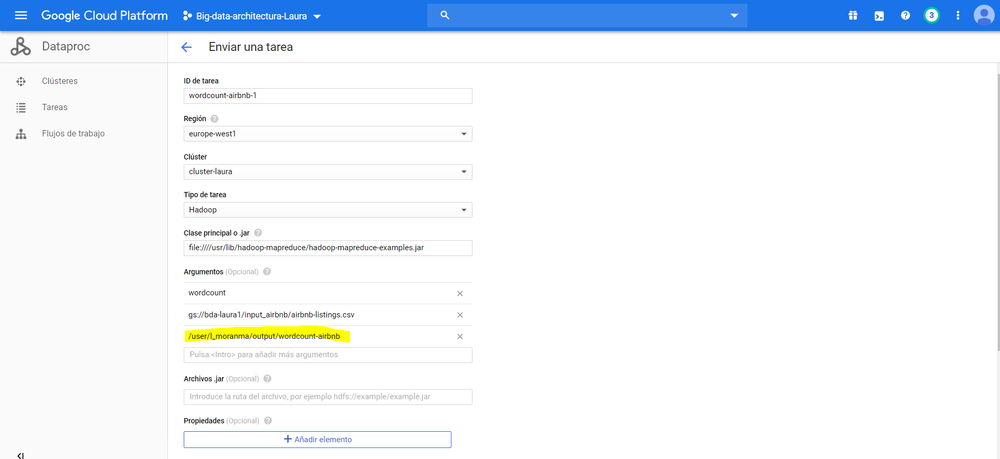 Google Cloud Platform
Big-data-architectura-Laura
3
Dataproc
Enviar una tarea
Clústeres
Tareas
Flujos de trabajo
ID de tarea
wordcount-airbnb-1
Región
europe-west1
Clúster
cluster-laura
Tipo de tarea
Hadoop
Clase principal o .jar
file:////usr/lib/hadoop-mapreduce/hadoop-mapreduce-examples.jar
Argumentos (Opcional)
wordcount
gs://bda-laura1/input_airbnb/airbnb-listings.csv
/user/l_moranma/output/wordcount-airbnb
Pulsa <Intro> para añadir más argumentos
Archivos .jar (Opcional)
Introduce la ruta del archivo, por ejemplo hdfs://example/example.jar
Propiedades (Opcional)
+ Añadir elemento